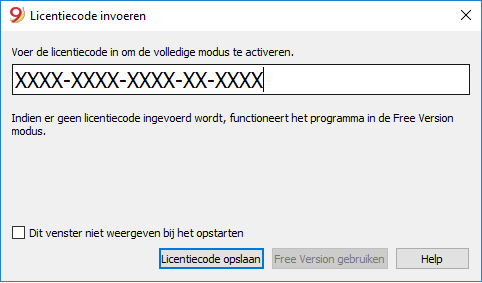 9 Licentiecode invoeren
Voer de licentiecode in om de volledige modus te activeren.
XXXX-XXXX-XXXX-XX-XXXX
Indien er geen licentiecode ingevoerd wordt, functioneert het programma in de Free Version
modus.
Dit venster niet weergeven bij het opstarten
Licentiecode opslaan Free Version gebruiken Help